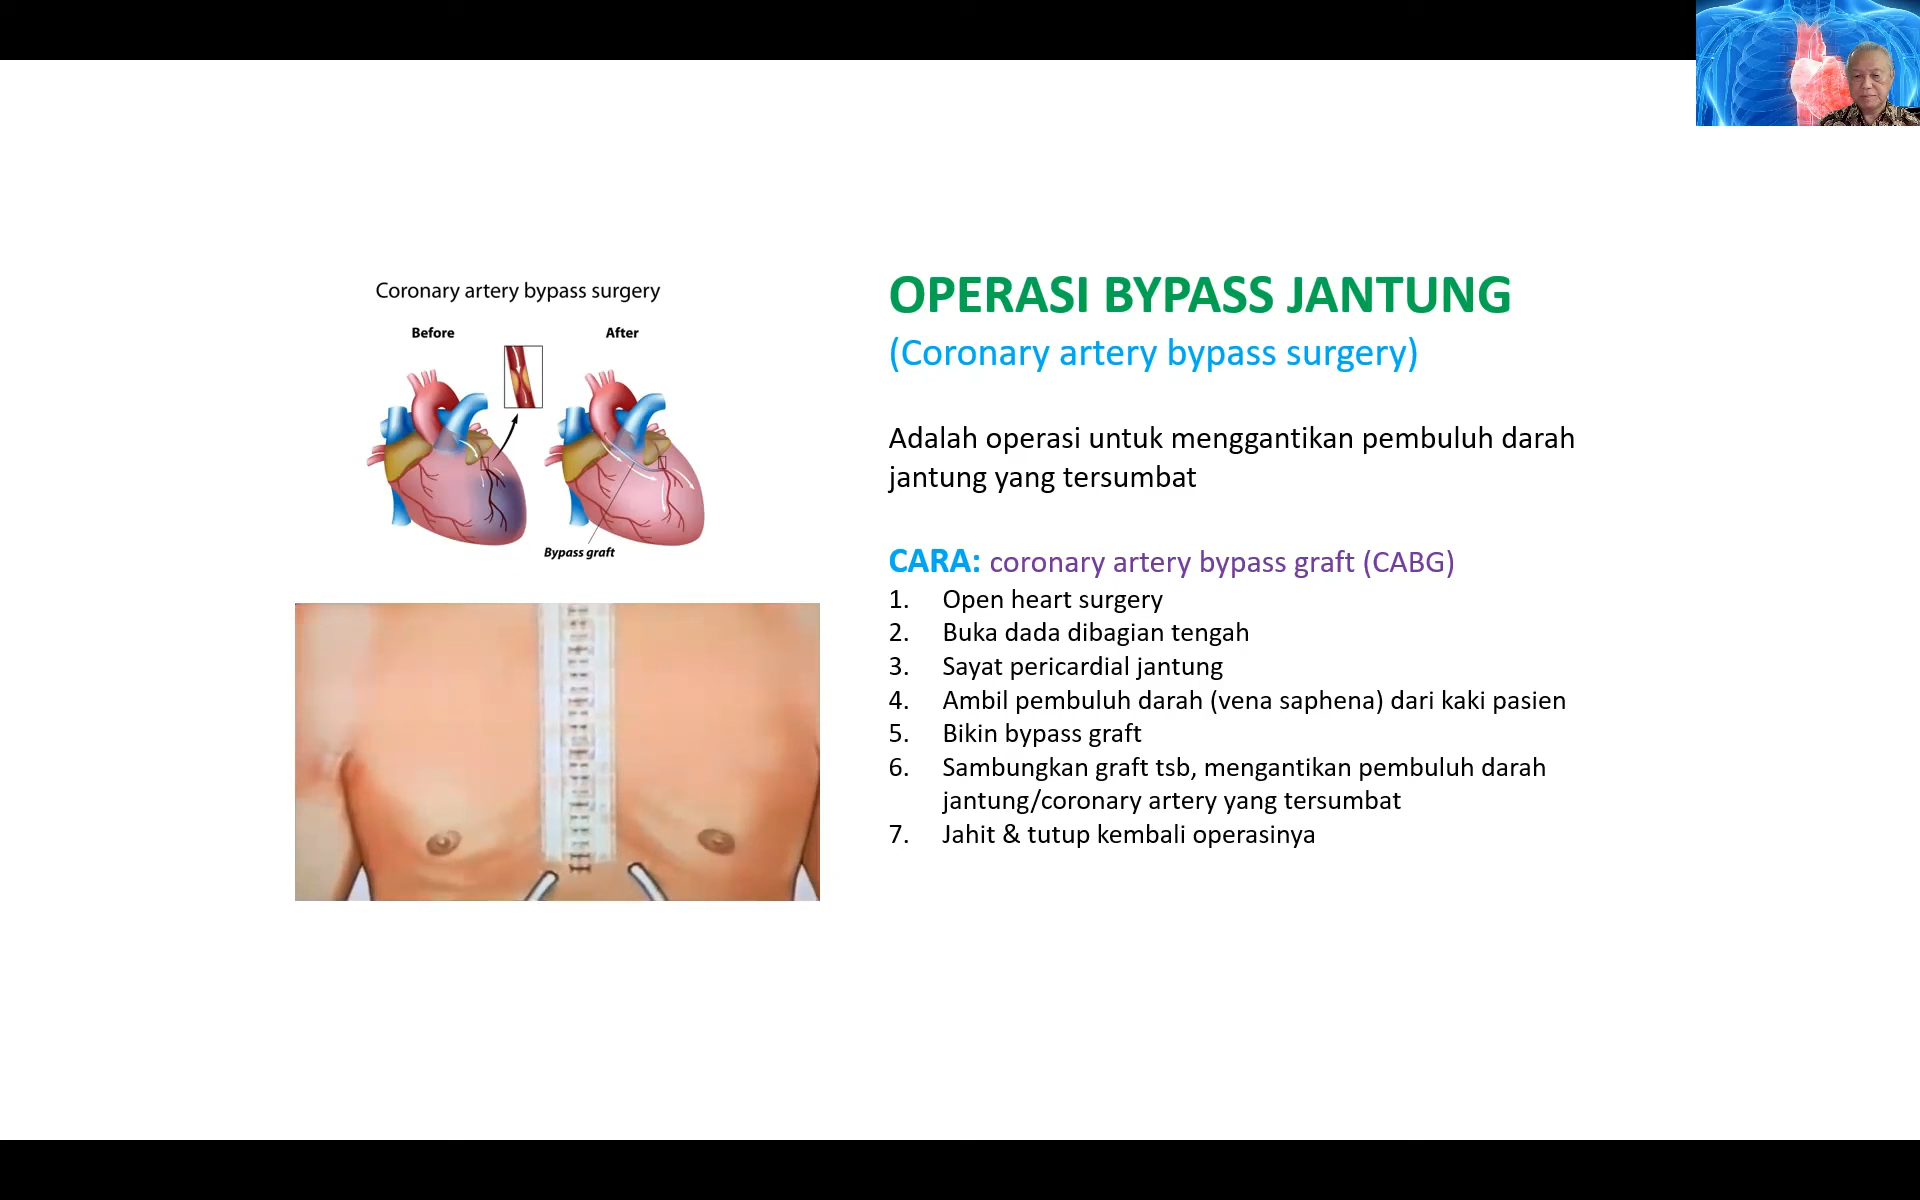 Coronary artery bypass surgery
Before
After
Bypass graft
OPERASI BYPASS JANTUNG
(Coronary artery bypass surgery)
Adalah operasi untuk menggantikan pembuluh darah
jantung yang tersumbat
CARA: coronary artery bypass graft (CABG)
1. Open heart surgery
2. Buka dada dibagian tengah
3. Sayat pericardial jantung
4. Ambil pembuluh darah (vena saphena) dari kaki pasien
5. Bikin bypass graft
6. Sambungkan graft tsb, mengantikan pembuluh darah
jantung/coronary artery yang tersumbat
7. Jahit & tutup kembali operasinya